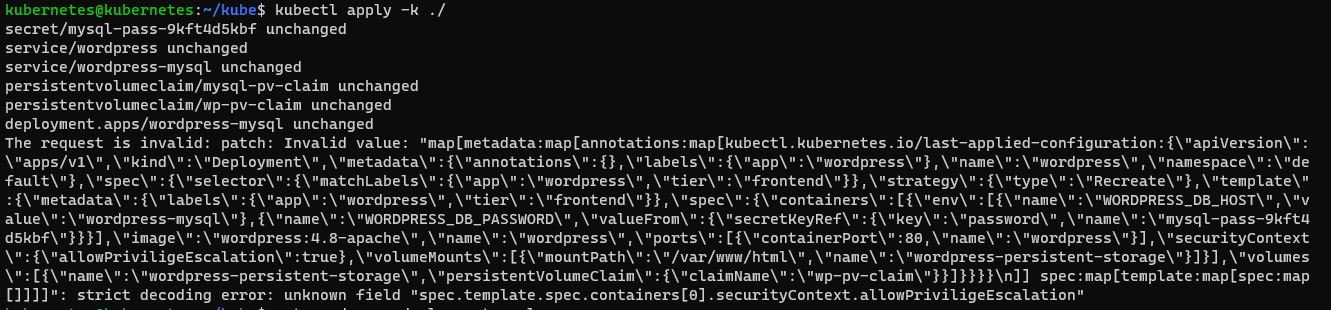 kubernetes@kubernetes:~/kube$ kubectl apply -k ./
secret/mysql-pass-9kft4d5kbf unchanged
service/wordpress unchanged
service/wordpress-mysql unchanged
persistentvolumeclaim/mysql-pv-claim unchanged
persistentvolumeclaim/wp-pv-claim unchanged
deployment.apps/wordpress-mysql unchanged
The request is invalid: patch: Invalid value: "map[metadata:map[annotations:map[kubectl.kubernetes.io/last-applied-configuration:{\"apiVersion\":
\"apps/v1\",\"kind\":\"Deployment\",\"metadata\":{\"annotations\":{},\"labels\":{\"app\":\"wordpress\"},\"name\":\"wordpress\",\"namespace\":\"de
fault\"},\"spec\":{\"selector\":{\"matchLabels\":{\"app\":\"wordpress\",\"tier\":\"frontend\"}},\"strategy\":{\"type\":\"Recreate\"},\"template\"
:{\"metadata\":{\"labels\":{\"app\":\"wordpress\",\"tier\":\"frontend\"}},\"spec\":{\"containers\":[{\"env\":[{\"name\":\"WORDPRESS_DB_HOST\",\"v
alue\":\"wordpress-mysql\"},{\"name\":\"WORDPRESS_DB_PASSWORD\",\"valueFrom\":{\"secretKeyRef\":{\"key\":\"password\",\"name\":\"mysql-pass-9kft4
d5kbf\"}}}],\"image\":\"wordpress:4.8-apache\",\"name\":\"wordpress\",\"ports\":[{\"containerPort\":80,\"name\":\"wordpress\"}],\"securityContext
\":{\"allowPriviligeEscalation\":true},\"volumeMounts\":[{\"mountPath\":\"/var/www/html\",\"name\":\"wordpress-persistent-storage\"}]}],\"volumes
\":[{\"name\":\"wordpress-persistent-storage\",\"persistentVolumeClaim\":{\"claimName\":\"wp-pv-claim\"}}]}}}}\n]] spec:map[template:map[spec:map
[]]]]": strict decoding error: unknown field "spec.template.spec.containers[0].securityContext.allowPriviligeEscalation"